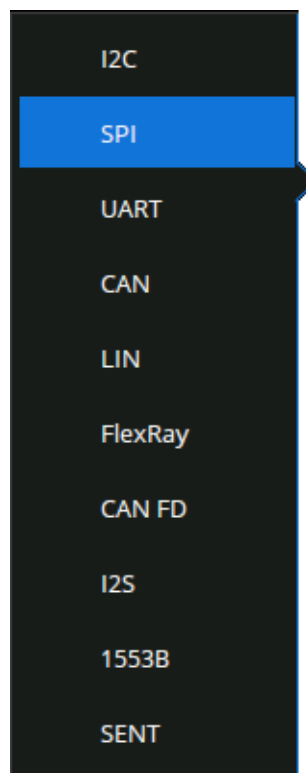 I2C
SPI
UART
CAN
LIN
FlexRay
CAN FD
I2S
1553B
SENT